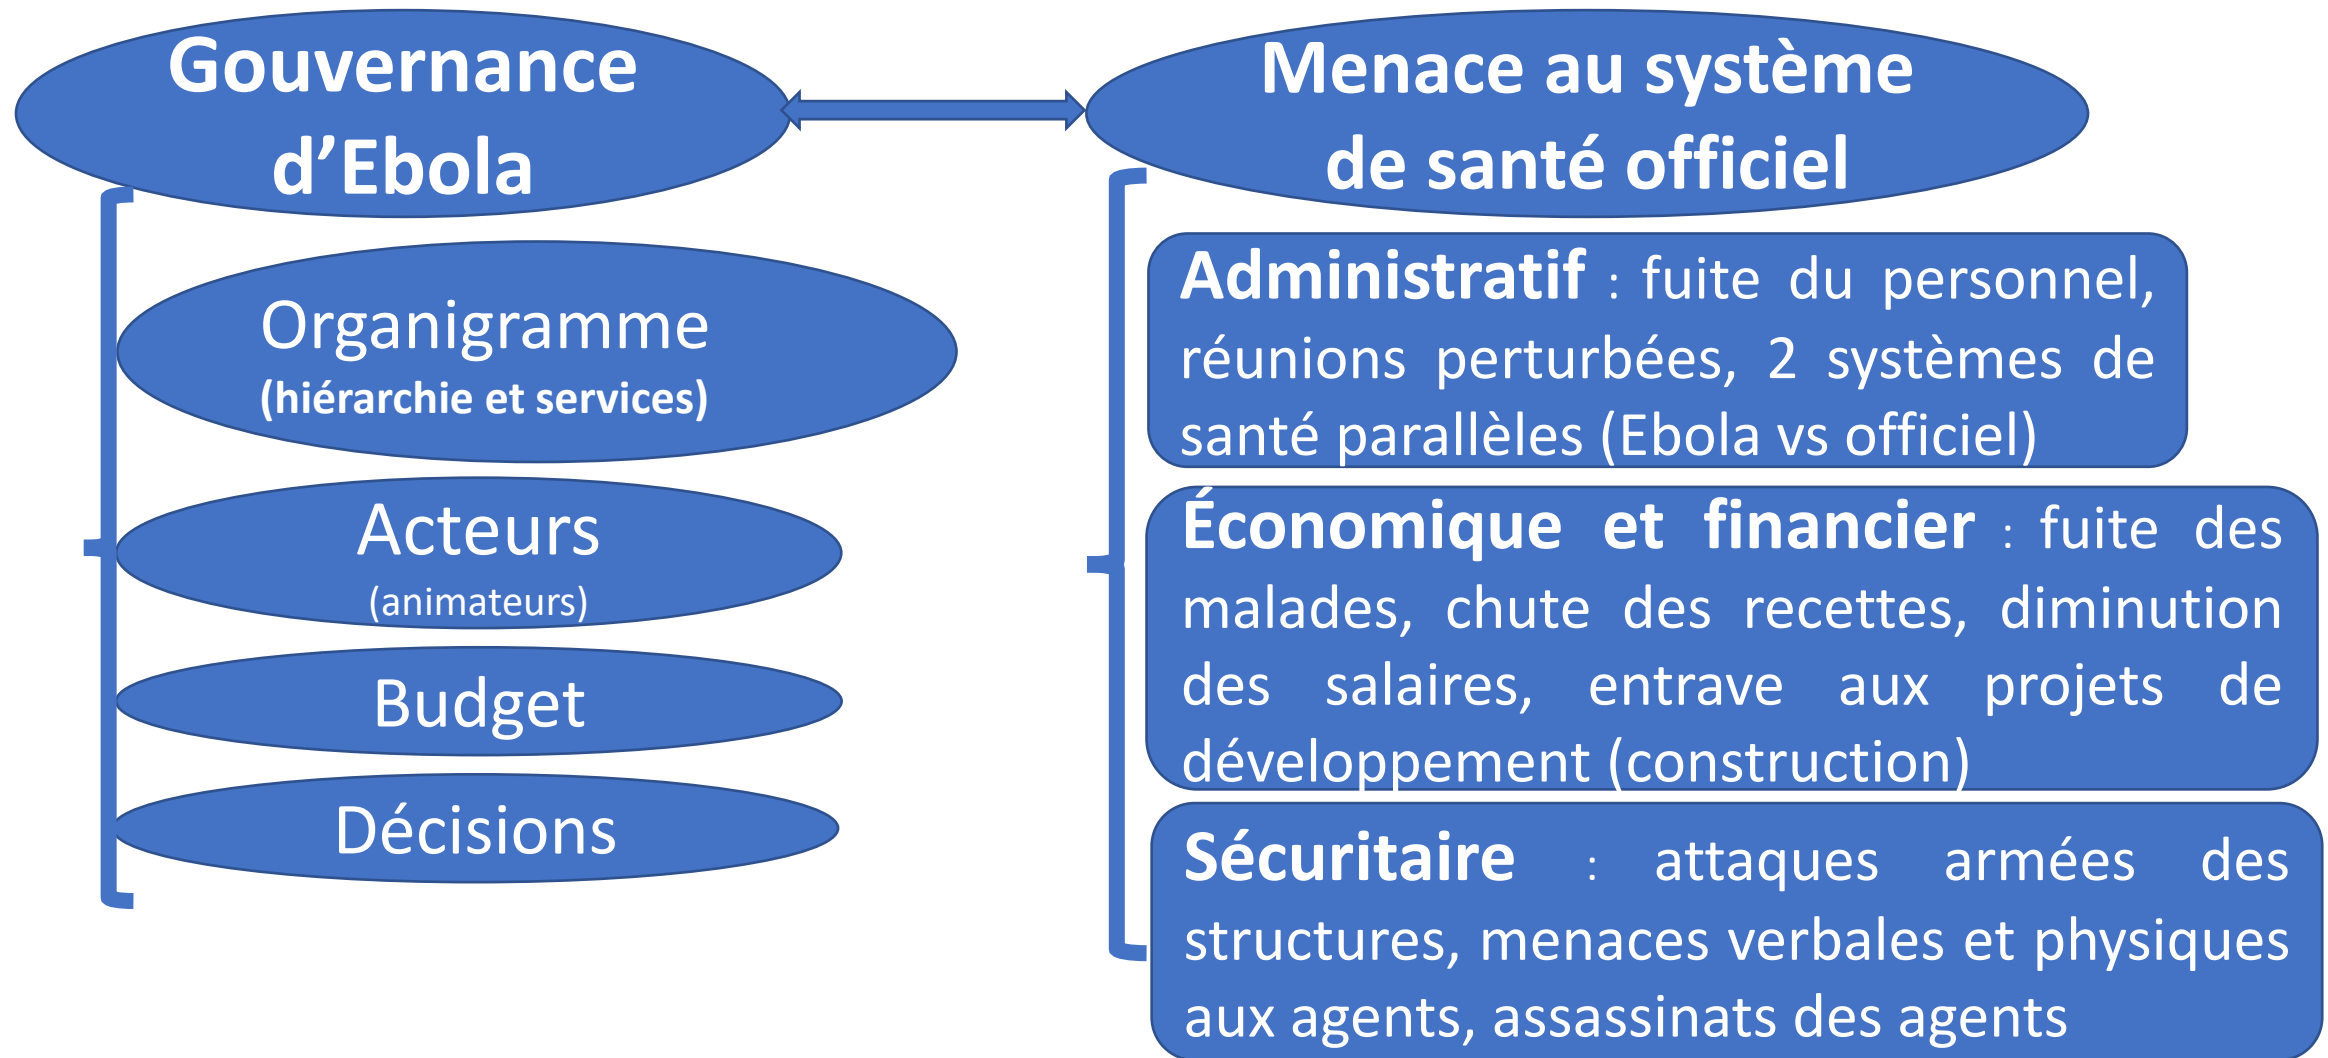 Gouvernance
d’Ebola
Organigramme
(hiérarchie et services)
Acteurs
(animateurs)
Budget
Décisions
Menace au système
de santé officiel
Administratif : fuite du personnel,
réunions perturbées, 2 systèmes de
santé parallèles (Ebola vs officiel)
Économique et financier : fuite des
malades, chute des recettes, diminution
des salaires, entrave aux projets de
développement (construction)
Sécuritaire : attaques armées des
structures, menaces verbales et physiques
aux agents, assassinats des agents